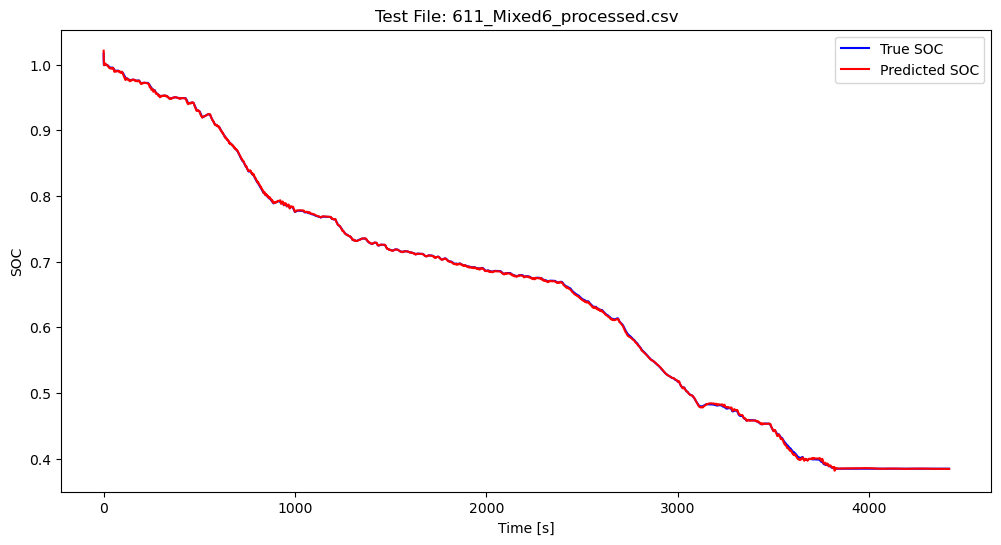 Test File: 611_Mixed6_processed.csv
True SOC
Predicted SOC
1.0
0.9
0.8
0.7
0.6
0.5
0.4
SOC
0
1000
2000
3000
4000
Time [s]